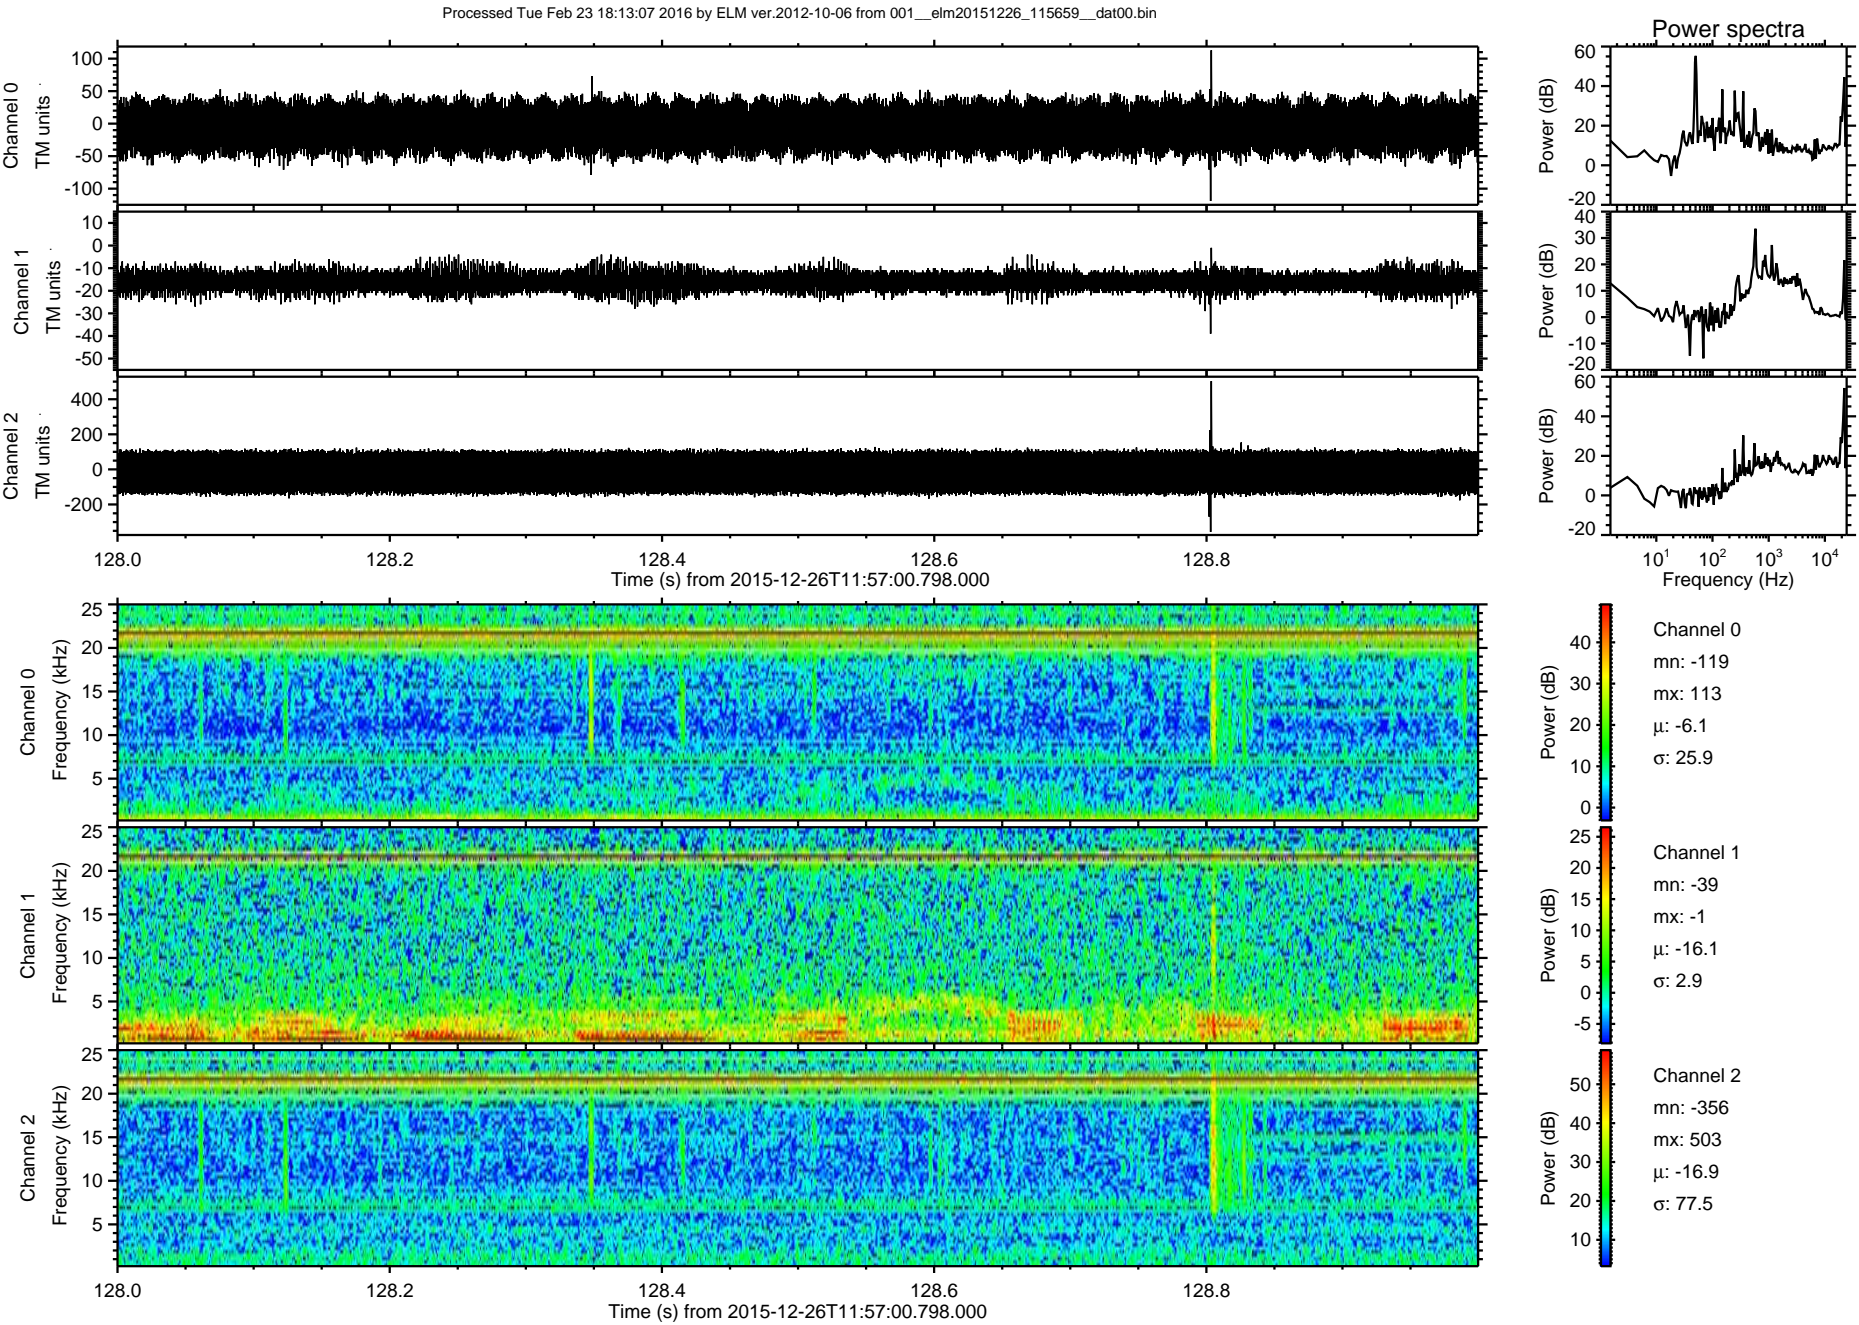 Processed Tue Feb 23 18:13:07 2016 by ELM ver.2012-10-06 from 001__elm20151226_115659__dat00.bin
Power spectra
Channel 0
TM units
100
50
0
-50
-100
Power (dB)
60
40
20
0
-20
Channel 1
TM units
10
0
-10
-20
-30
-40
-50
Power (dB)
40
30
20
10
0
-10
-20
Channel 2
TM units
400
200
0
-200
Power (dB)
60
40
20
0
-20
128.0 128.2 128.4 128.6 128.8
Time (s) from 2015-12-26T11:57:00.798.000
10^1 10^2 10^3 10^4
Frequency (Hz)
Channel 0
Frequency (kHz)
25
20
15
10
5
Power (dB)
40
30
20
10
0
Channel 0
mn: -119
mx: 113
μ: -6.1
σ: 25.9
Channel 1
Frequency (kHz)
25
20
15
10
5
Power (dB)
25
20
15
10
5
0
-5
Channel 1
mn: -39
mx: -1
μ: -16.1
σ: 2.9
Channel 2
Frequency (kHz)
25
20
15
10
5
Power (dB)
50
40
30
20
10
Channel 2
mn: -356
mx: 503
μ: -16.9
σ: 77.5
128.0 128.2 128.4 128.6 128.8
Time (s) from 2015-12-26T11:57:00.798.000